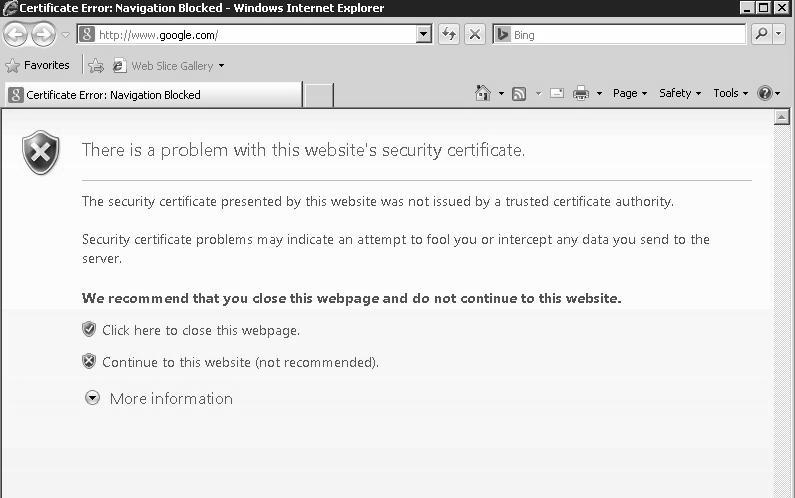 Certificate Error: Navigation Blocked - Windows Internet Explorer
http://www.google.com/
Bing
Favorites Web Slice Gallery
Certificate Error: Navigation Blocked
Page Safety Tools
There is a problem with this website's security certificate.
The security certificate presented by this website was not issued by a trusted certificate authority.
Security certificate problems may indicate an attempt to fool you or intercept any data you send to the
server.
We recommend that you close this webpage and do not continue to this website.
Click here to close this webpage.
Continue to this website (not recommended).
More information